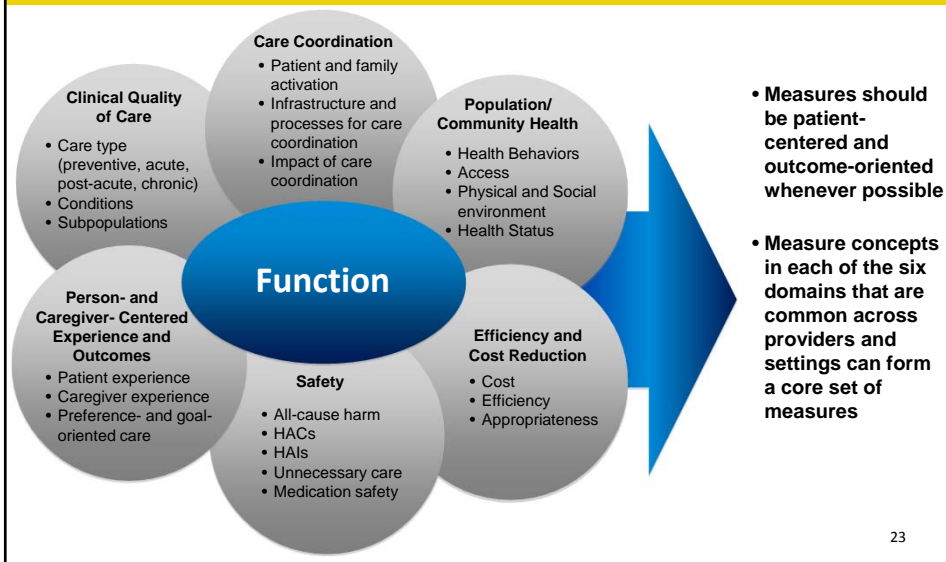 Care Coordination
• Patient and family
activation
• Infrastructure and
processes for care
coordination
• Impact of care
coordination
Clinical Quality
of Care
• Care type
(preventive, acute,
post-acute, chronic)
• Conditions
• Subpopulations
Population/
Community Health
• Health Behaviors
• Access
• Physical and Social
environment
• Health Status
Function
Person- and
Caregiver- Centered
Experience and
Outcomes
• Patient experience
• Caregiver experience
• Preference- and goal-
oriented care
Safety
• All-cause harm
• HACs
• HAIs
• Unnecessary care
• Medication safety
Efficiency and
Cost Reduction
• Cost
• Efficiency
• Appropriateness
• Measures should
be patient-
centered and
outcome-oriented
whenever possible
• Measure concepts
in each of the six
domains that are
common across
providers and
settings can form
a core set of
measures
23